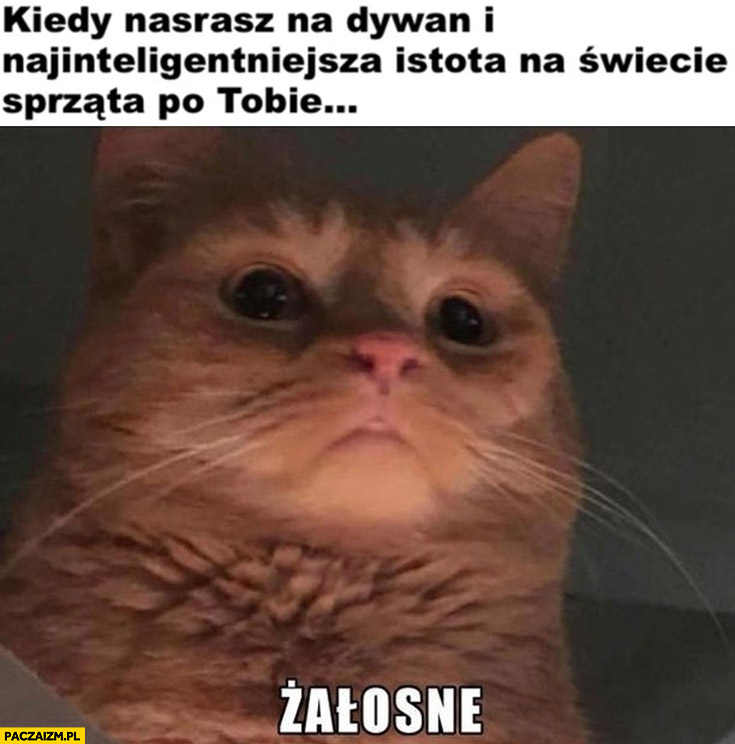 Kiedy nasrasz na dywan i
najinteligentniejsza istota na świecie
sprząta po Tobie...
ŻAŁOSNE
PACZAIZM.PL